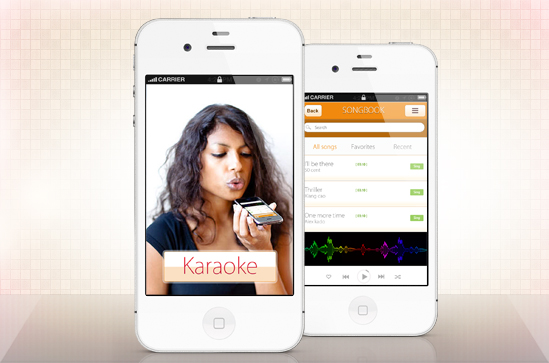 CARRIER
Karaoke
CARRIER
Back
SONGBOOK
Search
All songs
Favorites
Recent
I'll be there
Thriller
One more time